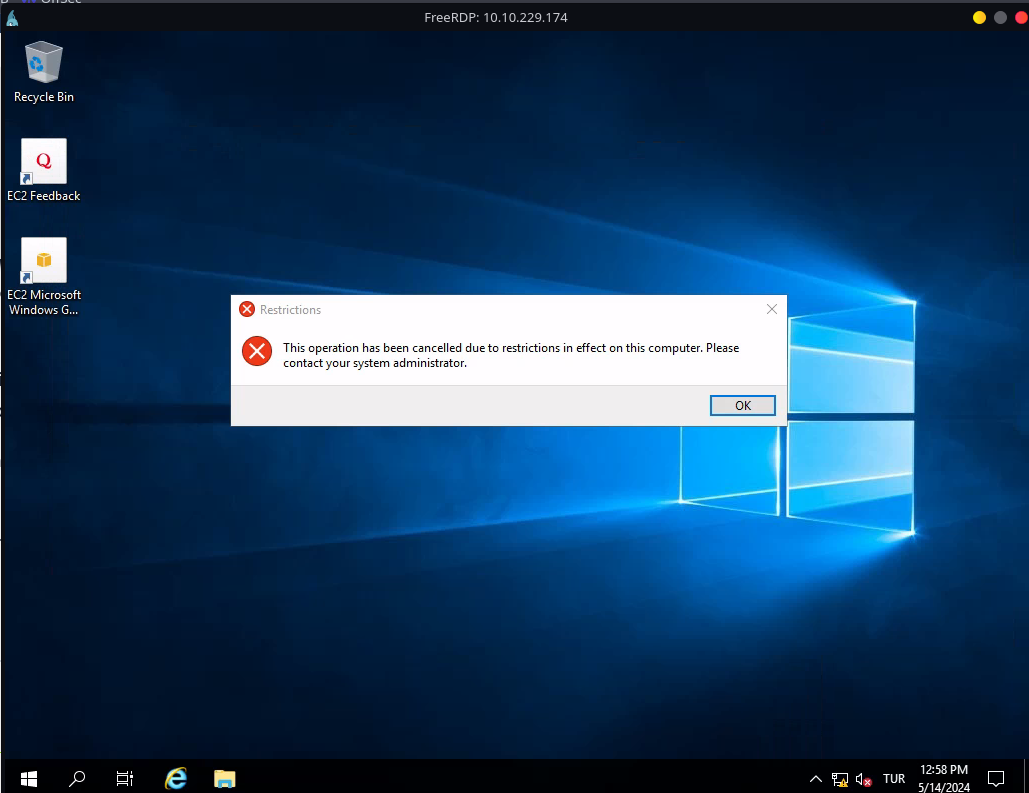 FreeRDP: 10.10.229.174
Recycle Bin
Q
EC2 Feedback
EC2 Microsoft
Windows G...
Restrictions
This operation has been cancelled due to restrictions in effect on this computer. Please
contact your system administrator.
OK
TUR
12:58 PM
5/14/2024